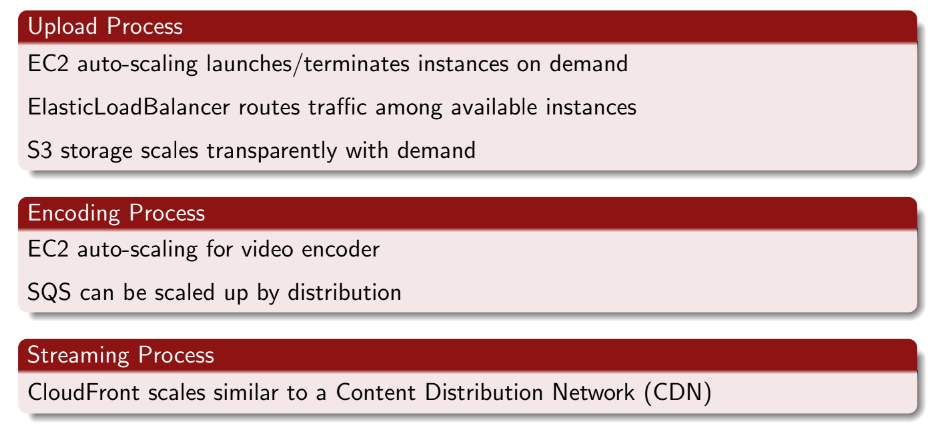 Upload Process
EC2 auto-scaling launches/terminates instances on demand
ElasticLoadBalancer routes traffic among available instances
S3 storage scales transparently with demand
Encoding Process
EC2 auto-scaling for video encoder
SQS can be scaled up by distribution
Streaming Process
CloudFront scales similar to a Content Distribution Network (CDN)